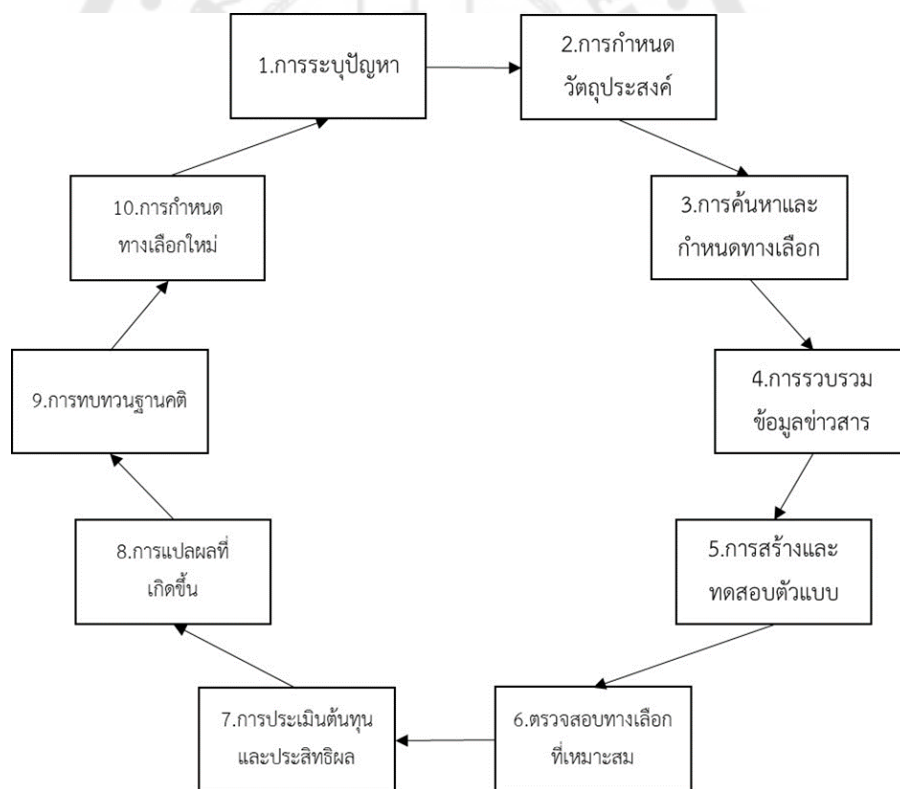 1.การระบุปัญหา
2.การกำหนด
วัตถุประสงค์
3.การค้นหาและ
กำหนดทางเลือก
4.การรวบรวม
ข้อมูลข่าวสาร
5.การสร้างและ
ทดสอบตัวแบบ
6.ตรวจสอบทางเลือก
ที่เหมาะสม
7.การประเมินต้นทุน
และประสิทธิผล
8.การแปลผลที่
เกิดขึ้น
9.การทบทวนฐานคติ
10.การกำหนด
ทางเลือกใหม่